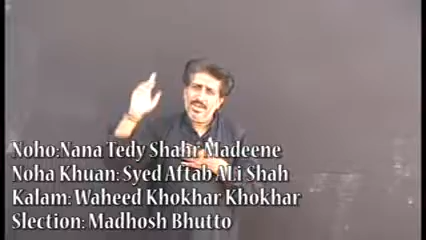 Noho:Nana Tedy Shahr Madeene
Noha Khuan: Syed Aftab ALi Shah
Kalam: Waheed Khokhar Khokhar
Slection: Madhosh Bhutto